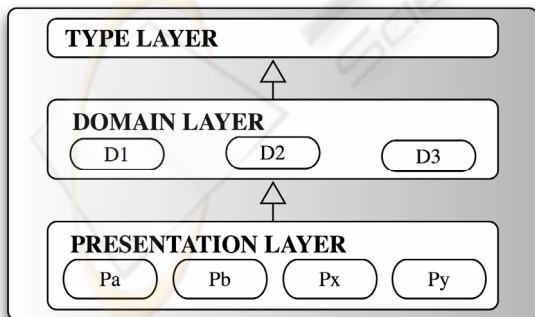 TYPE LAYER
DOMAIN LAYER
D1 D2 D3
PRESENTATION LAYER
Pa Pb Px Py